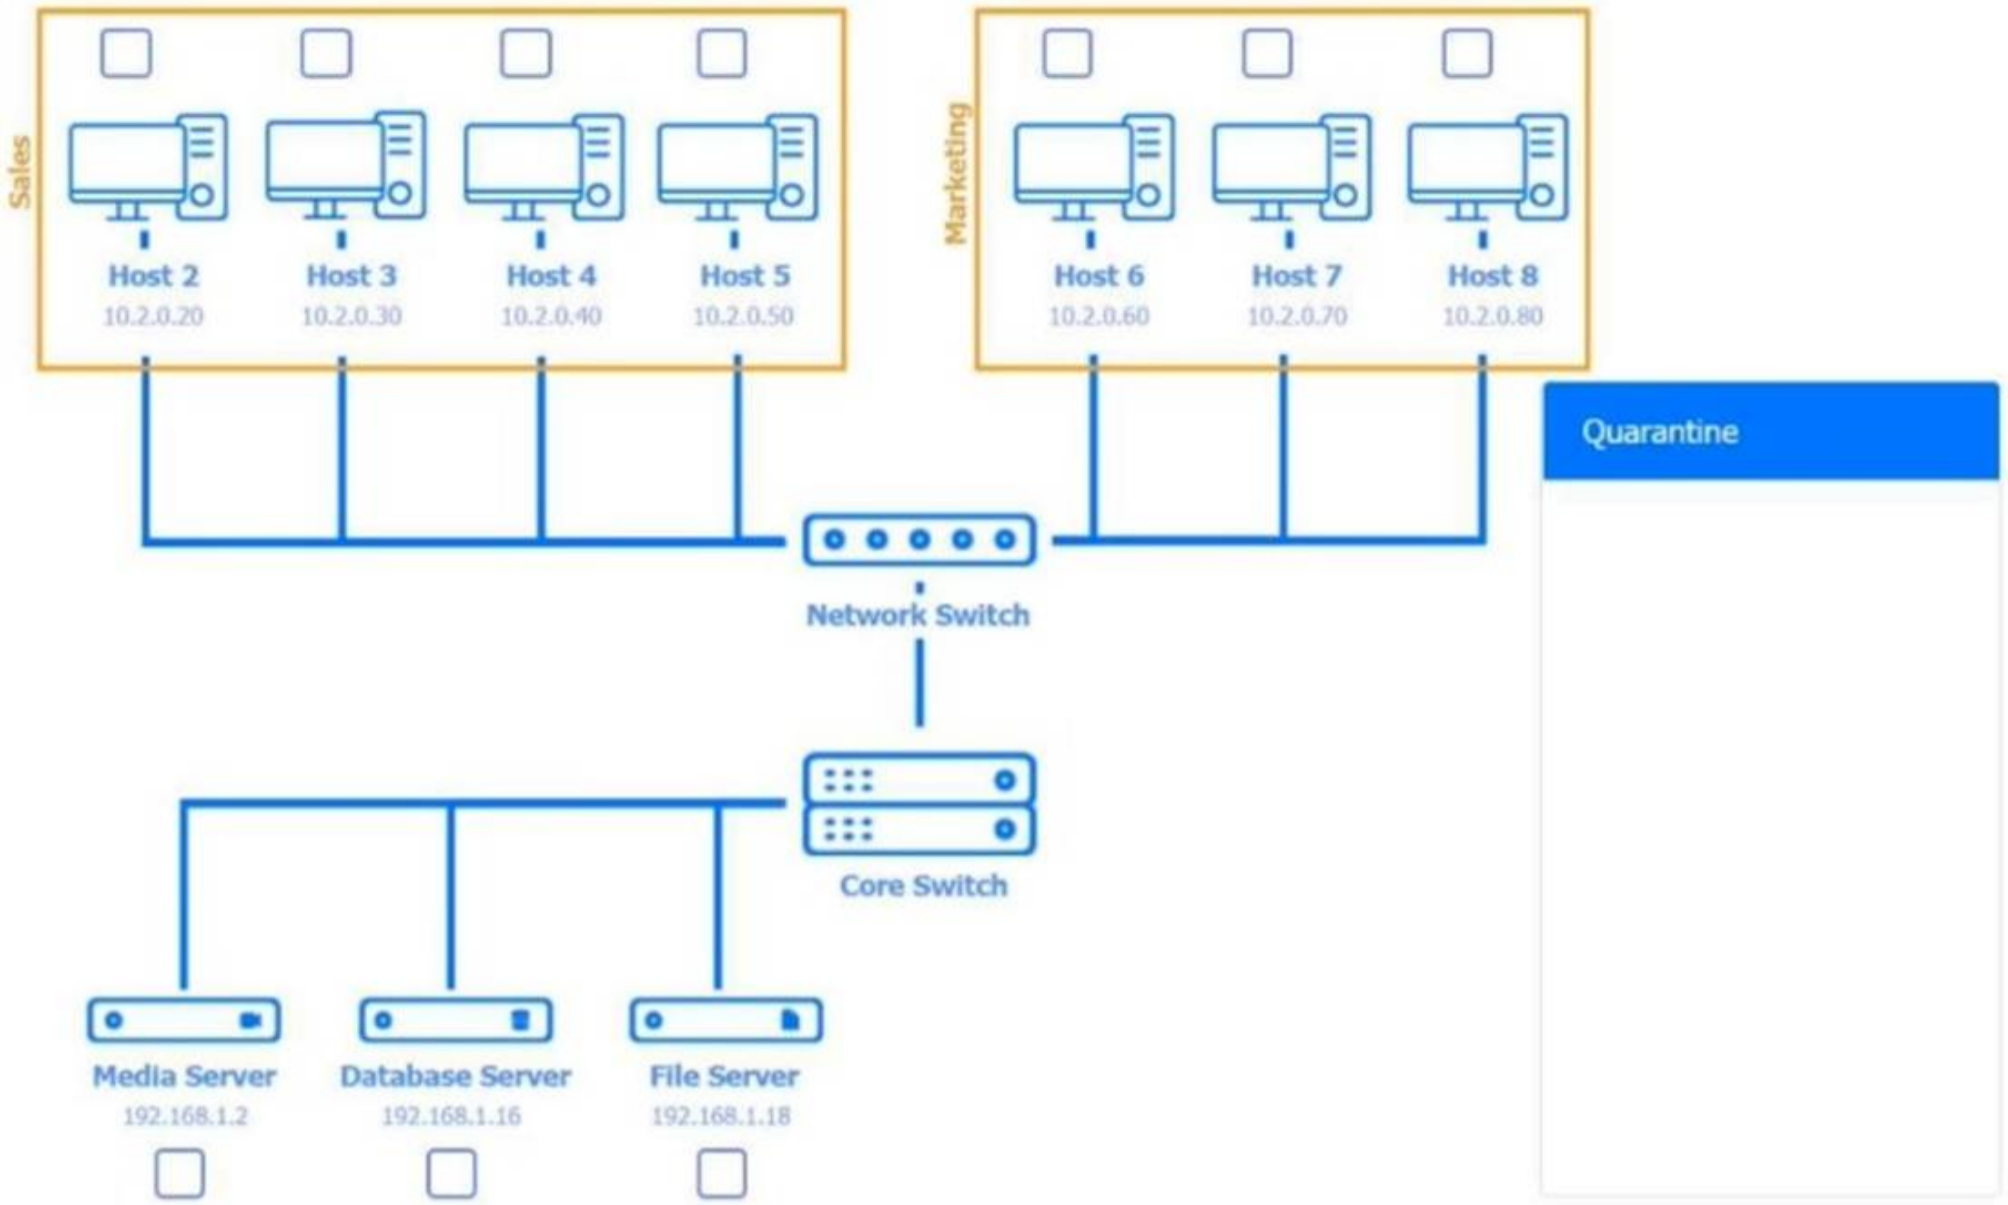 Sales
Host 2
10.2.0.20
Host 3
10.2.0.30
Host 4
10.2.0.40
Host 5
10.2.0.50
Marketing
Host 6
10.2.0.60
Host 7
10.2.0.70
Host 8
10.2.0.80
Quarantine
Network Switch
Core Switch
Media Server
192.168.1.2
Database Server
192.168.1.16
File Server
192.168.1.18